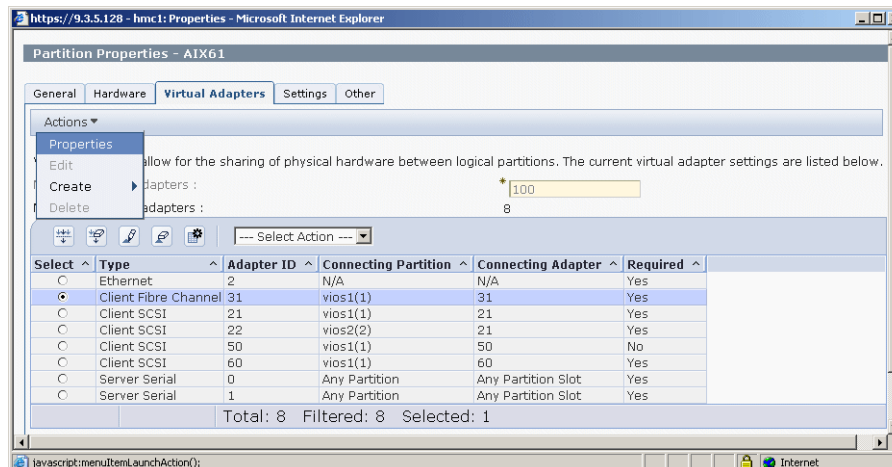 https://9.3.5.128 - hmc1: Properties - Microsoft Internet Explorer
Partition Properties - AIX61
General Hardware Virtual Adapters Settings Other
Actions
Properties
allow for the sharing of physical hardware between logical partitions. The current virtual adapter settings are listed below.
Edit
Create dapters : * 100
Delete adapters : 8
--- Select Action ---
Select ^ Type ^ Adapter ID ^ Connecting Partition ^ Connecting Adapter ^ Required ^
Ethernet 2 N/A N/A Yes
Client Fibre Channel 31 vios1(1) 31 Yes
Client SCSI 21 vios1(1) 21 Yes
Client SCSI 22 vios2(2) 21 Yes
Client SCSI 50 vios1(1) 50 No
Client SCSI 60 vios1(1) 60 Yes
Server Serial 0 Any Partition Any Partition Slot Yes
Server Serial 1 Any Partition Any Partition Slot Yes
Total: 8 Filtered: 8 Selected: 1
javascript:menuItemLaunchAction(); Internet